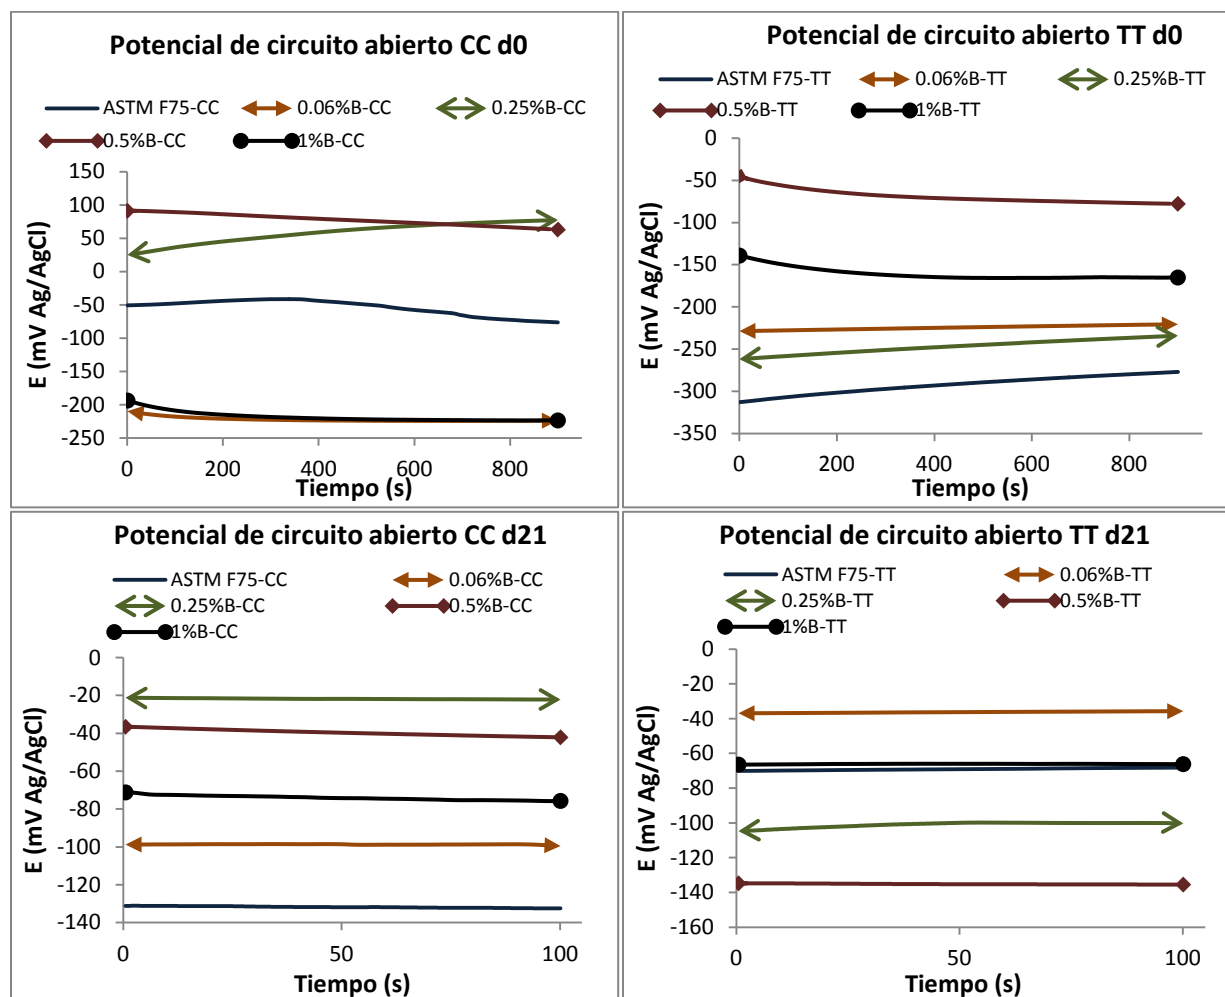 Potencial de circuito abierto CC d0
ASTM F75-CC 0.06%B-CC 0.25%B-CC
0.5%B-CC 1%B-CC
150
100
50
0
-50
-100
-150
-200
-250
E (mV Ag/AgCl)
0 200 400 600 800
Tiempo (s)
Potencial de circuito abierto TT d0
ASTM F75-TT 0.06%B-TT 0.25%B-TT
0.5%B-TT 1%B-TT
0
-50
-100
-150
-200
-250
-300
-350
E (mV Ag/AgCl)
0 200 400 600 800
Tiempo (s)
Potencial de circuito abierto CC d21
ASTM F75-CC 0.06%B-CC
0.25%B-CC 0.5%B-CC
1%B-CC
0
-20
-40
-60
-80
-100
-120
-140
E (mV Ag/AgCl)
0 50 100
Tiempo (s)
Potencial de circuito abierto TT d21
ASTM F75-TT 0.06%B-TT
0.25%B-TT 0.5%B-TT
1%B-TT
0
-20
-40
-60
-80
-100
-120
-140
-160
E (mV Ag/AgCl)
0 50 100
Tiempo (s)